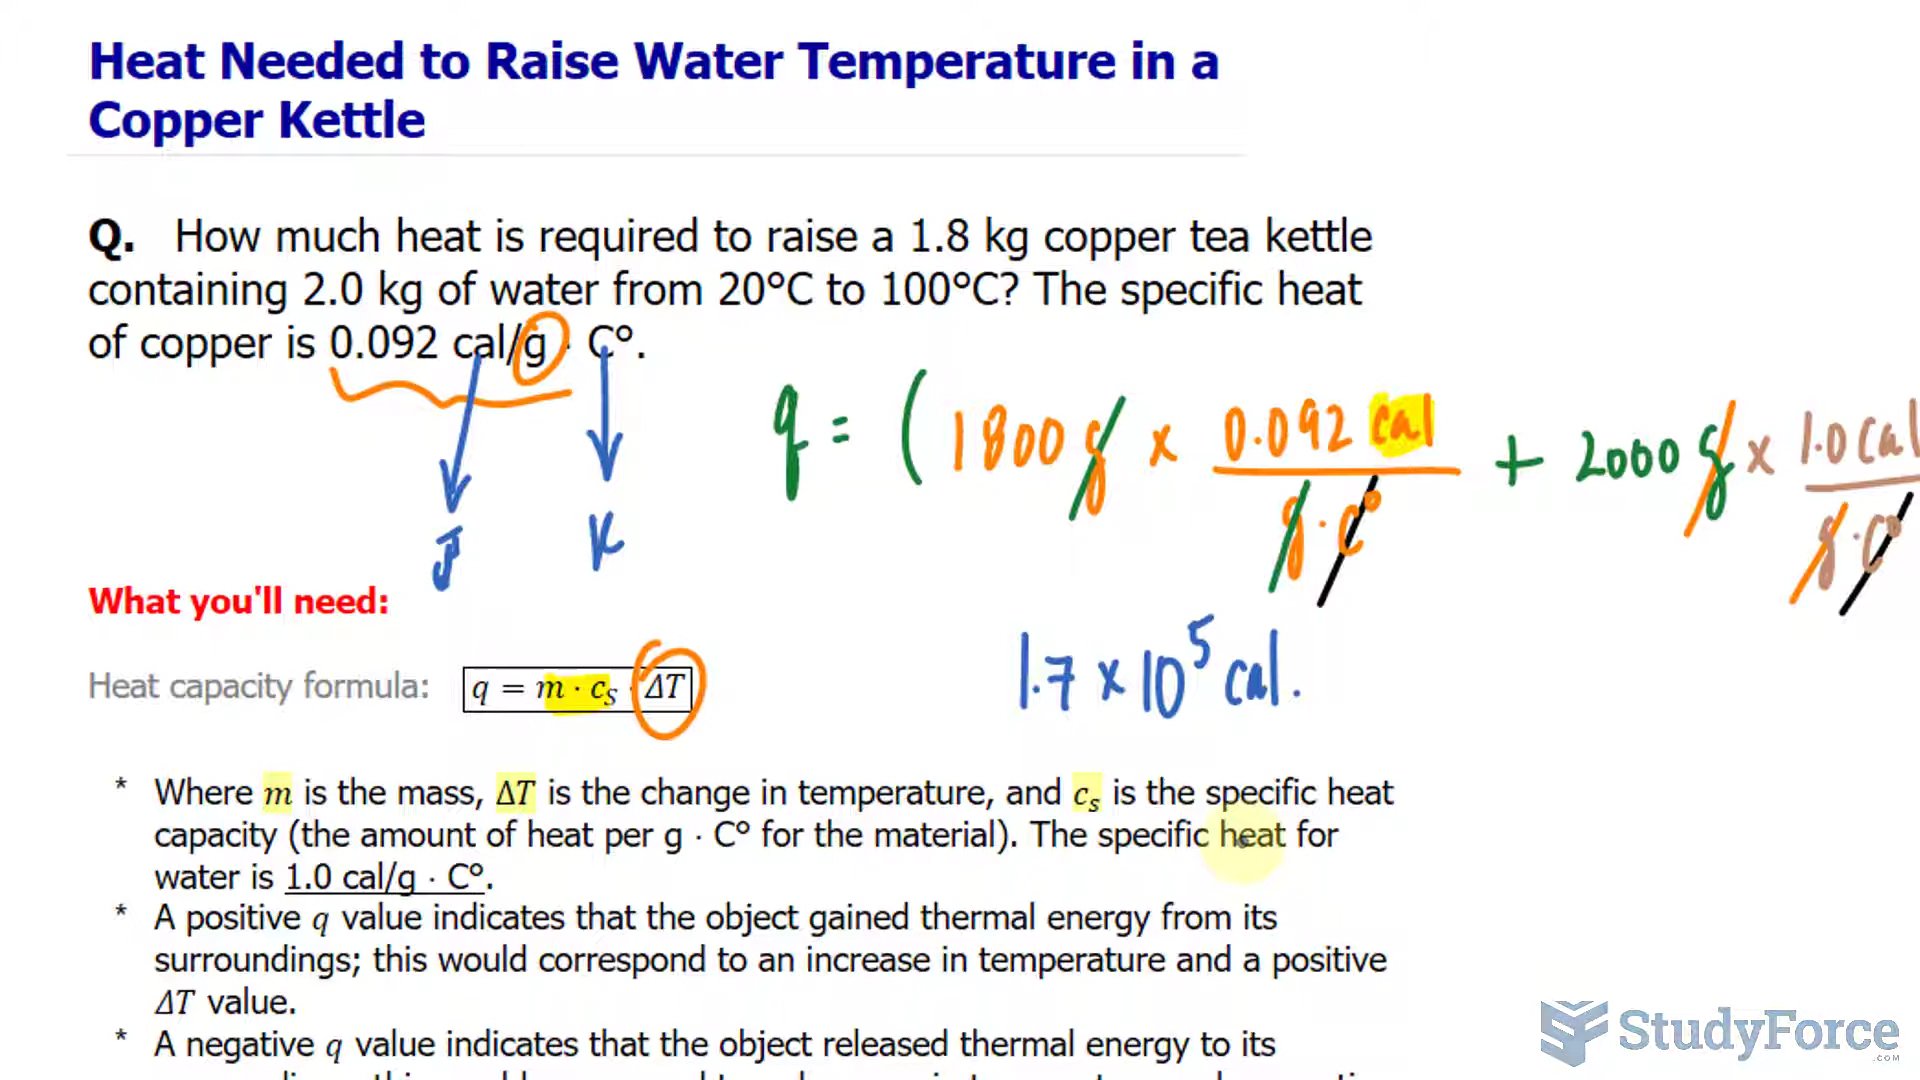 Heat Needed to Raise Water Temperature in a
Copper Kettle
Q. How much heat is required to raise a 1.8 kg copper tea kettle
containing 2.0 kg of water from 20°C to 100°C? The specific heat
of copper is 0.092 cal/g · C°.
q = ( 1800 g × 0.092 cal / g · C° + 2000 g × 1.0 cal / g · C°
J K
What you'll need:
Heat capacity formula: q = m · cₛ · ΔT
1.7 × 10⁵ cal.
* Where m is the mass, ΔT is the change in temperature, and cₛ is the specific heat
capacity (the amount of heat per g · C° for the material). The specific heat for
water is 1.0 cal/g · C°.
* A positive q value indicates that the object gained thermal energy from its
surroundings; this would correspond to an increase in temperature and a positive
ΔT value.
* A negative q value indicates that the object released thermal energy to its
StudyForce
.COM